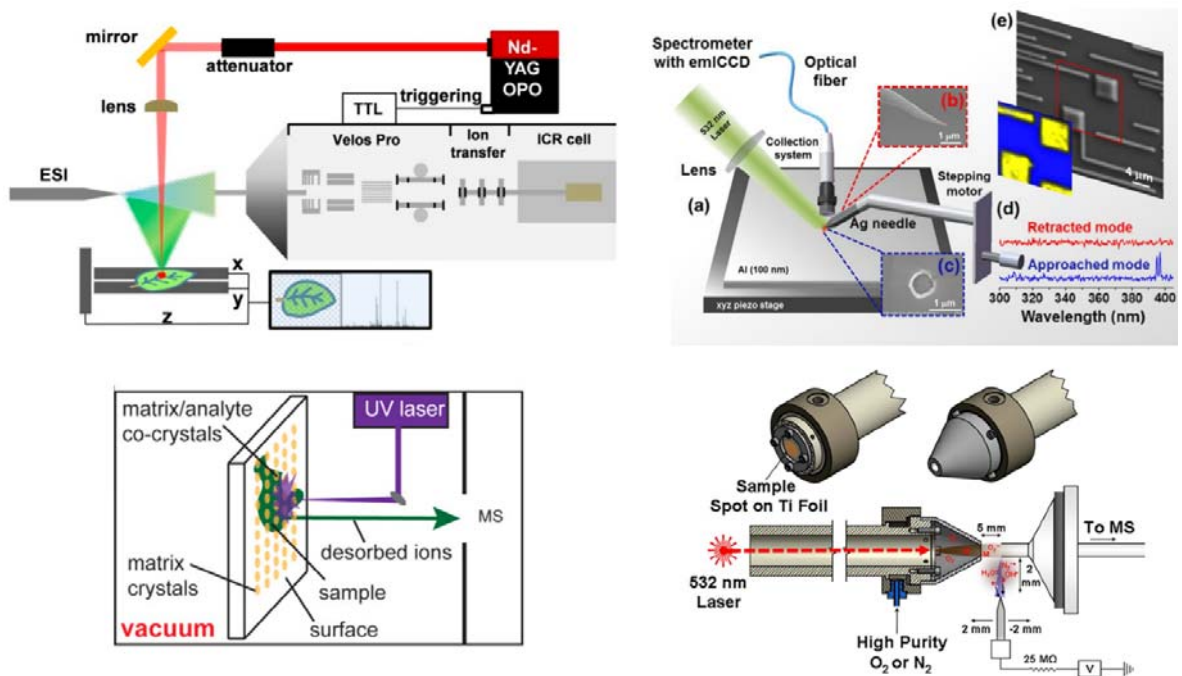 mirror
attenuator
Nd-
YAG
OPO
lens
TTL
triggering
Velos Pro
Ion
transfer
ICR cell
ESI
x
y
z
Spectrometer
with emICCD
Optical
fiber
(e)
532 nm
Laser
(b)
1 µm
Collection
system
Lens
4 µm
Stepping
motor
(a)
Ag needle
(d)
Retracted mode
Approached mode
(c)
1 µm
Al (100 nm)
xyz piezo stage
300 320 340 360 380 400
Wavelength (nm)
matrix/analyte
co-crystals
UV laser
MS
desorbed ions
matrix
crystals
sample
surface
vacuum
Sample
Spot on Ti Foil
5 mm
To MS
532 nm
Laser
2
mm
2 mm
-2 mm
High Purity
O2 or N2
25 MΩ
V